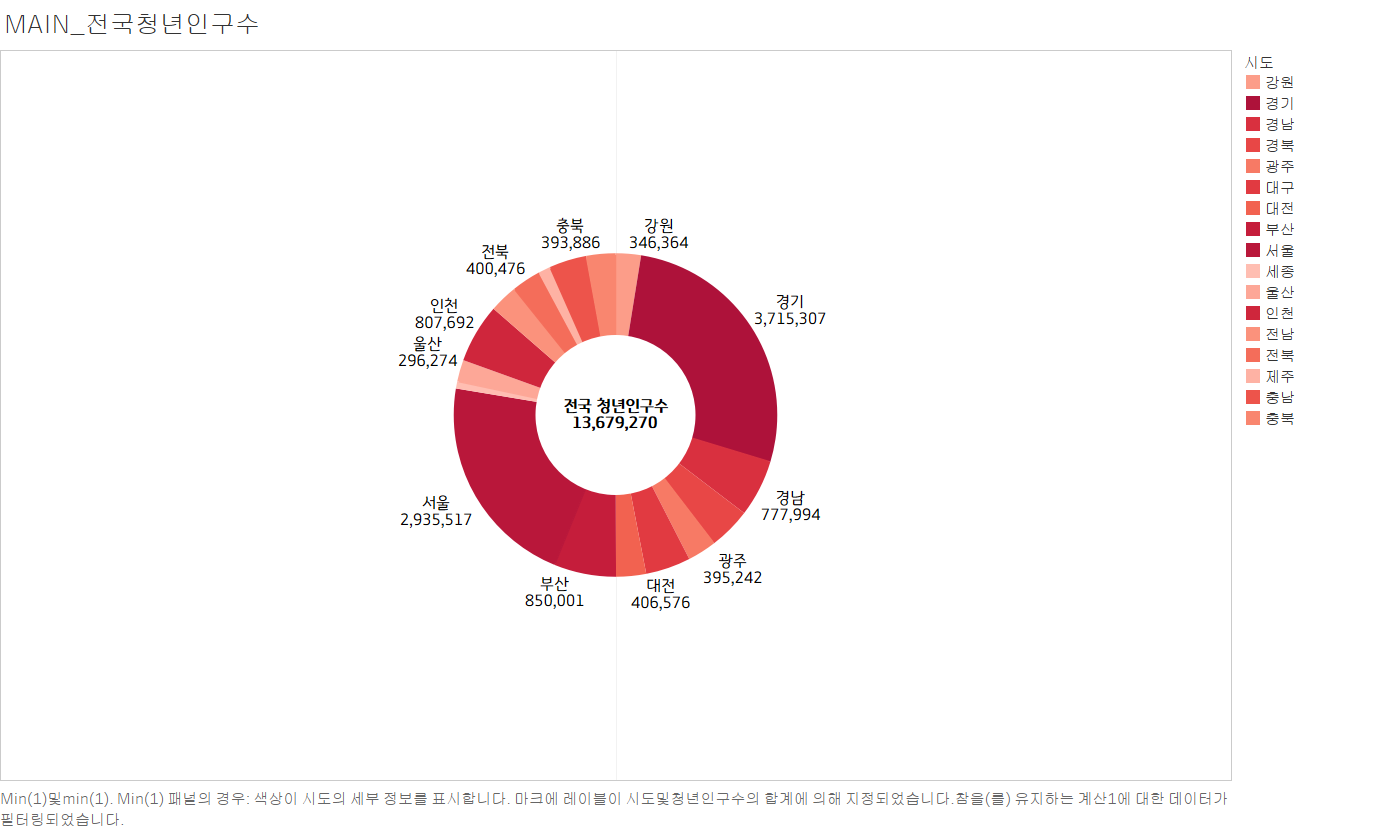 MAIN_전국청년인구수
시도
강원
경기
경남
경북
광주
대구
대전
부산
서울
세종
울산
인천
전남
전북
제주
충남
충북
충북
393,886
강원
346,364
전북
400,476
경기
3,715,307
인천
807,692
울산
296,274
전국 청년인구수
13,679,270
서울
2,935,517
경남
777,994
광주
395,242
부산
850,001
대전
406,576
Min(1)및min(1). Min(1) 패널의 경우: 색상이 시도의 세부 정보를 표시합니다. 마크에 레이블이 시도및청년인구수의 합계에 의해 지정되었습니다.참을(를) 유지하는 계산1에 대한 데이터가
필터링되었습니다.